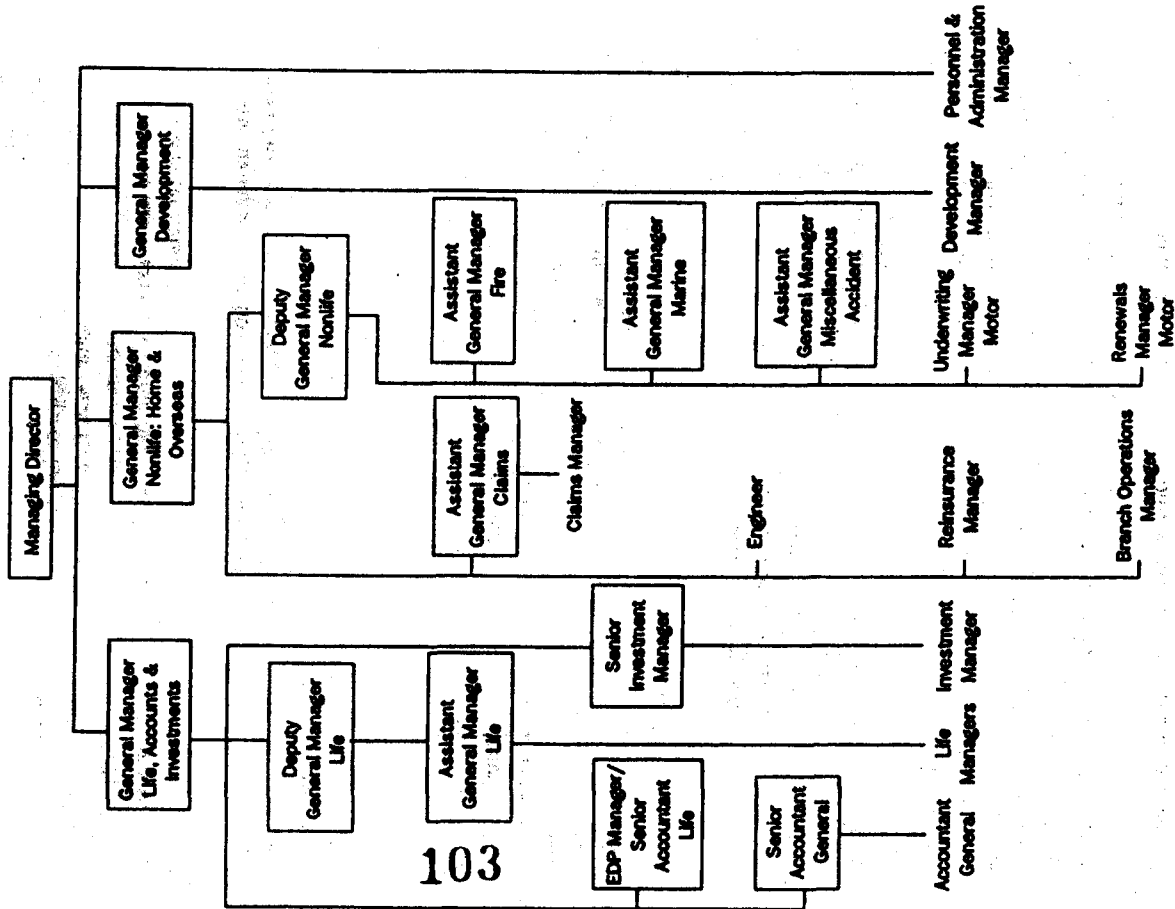 Managing Director
General Manager
Life, Accounts &
Investments
General Manager
Nonlife: Home &
Overseas
General Manager
Development
Deputy
General Manager
Life
Deputy
General Manager
Nonlife
Assistant
General Manager
Life
Assistant
General Manager
Claims
Claims Manager
Assistant
General Manager
Fire
EDP Manager/
Senior
Accountant
Life
Senior
Investment
Manager
Assistant
General Manager
Marine
Senior
Accountant
General
Engineer
Assistant
General Manager
Miscellaneous
Accident
Accountant
General
Life
Managers
Investment
Manager
Reinsurance
Manager
Underwriting
Manager
Motor
Development
Manager
Personnel &
Administration
Manager
Branch Operations
Manager
Renewals
Manager
Motor
103